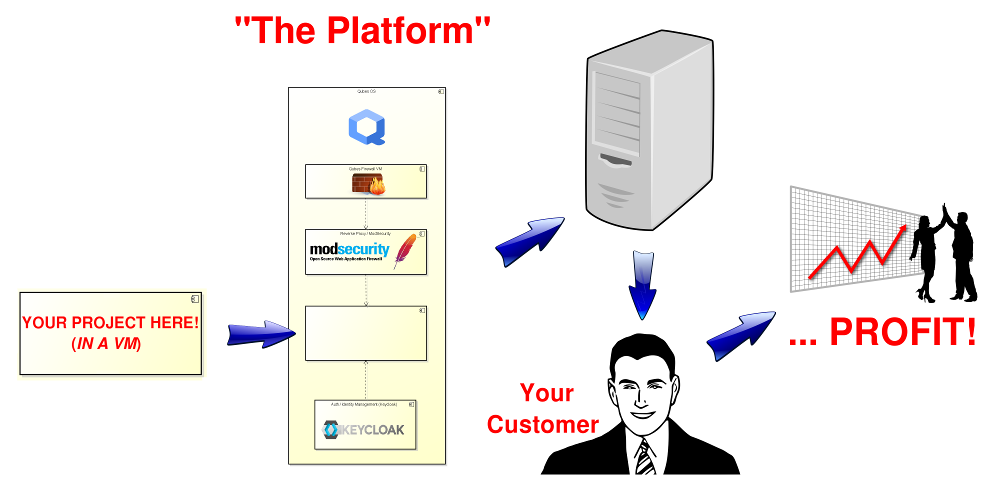 "The Platform"
Qubes OS
Qubes Firewall VM
Reverse Proxy / ModSecurity
modsecurity
Open Source Web Application Firewall
YOUR PROJECT HERE!
(IN A VM)
Auth / Identity Management (Keycloak)
KEYCLOAK
Your
Customer
... PROFIT!